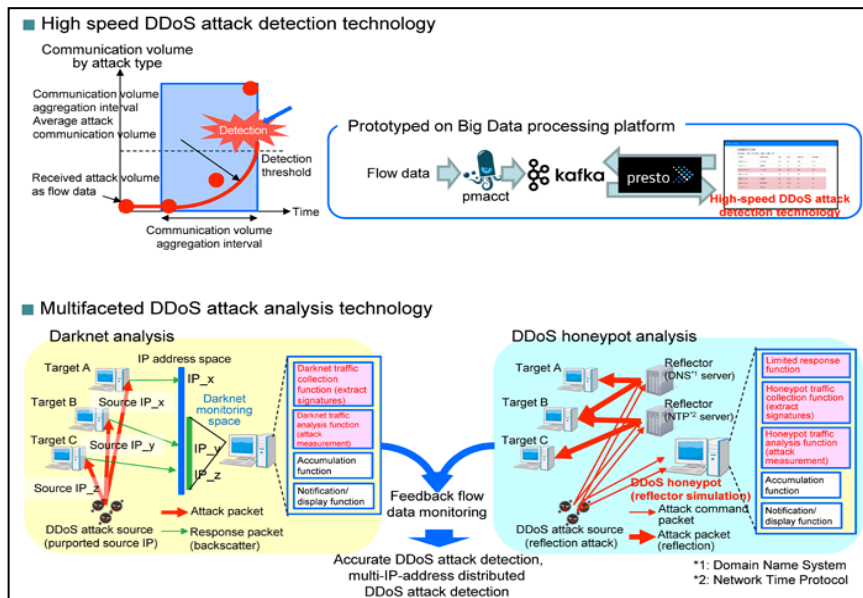 High speed DDoS attack detection technology
Communication volume
by attack type
Communication volume
aggregation interval
Average attack
communication volume
Detection
Detection
threshold
Received attack volume
as flow data
Time
Communication volume
aggregation interval
Prototyped on Big Data processing platform
Flow data
pmacct
kafka
presto
High-speed DDoS attack
detection technology
Multifaceted DDoS attack analysis technology
Darknet analysis
Target A
IP address space
IP_x
Target B
Source IP_x
Darknet
monitoring
space
Target C
Source IP_y
IP_y
IP_z
Source IP_z
DDoS attack source
(purported source IP)
Attack packet
Response packet
(backscatter)
Darknet traffic
collection
function (extract
signatures)
Darknet traffic
analysis function
(attack
measurement)
Accumulation
function
Notification/
display function
Feedback flow
data monitoring
Accurate DDoS attack detection,
multi-IP-address distributed
DDoS attack detection
DDoS honeypot analysis
Target A
Reflector
(DNS*1 server)
Target B
Reflector
(NTP*2 server)
Target C
DDoS honeypot
(reflector simulation)
DDoS attack source
(reflection attack)
Attack command
packet
Attack packet
(reflection)
Limited response
function
Honeypot traffic
collection function
(extract
signatures)
Honeypot traffic
analysis function
(attack
measurement)
Accumulation
function
Notification/
display function
*1: Domain Name System
*2: Network Time Protocol